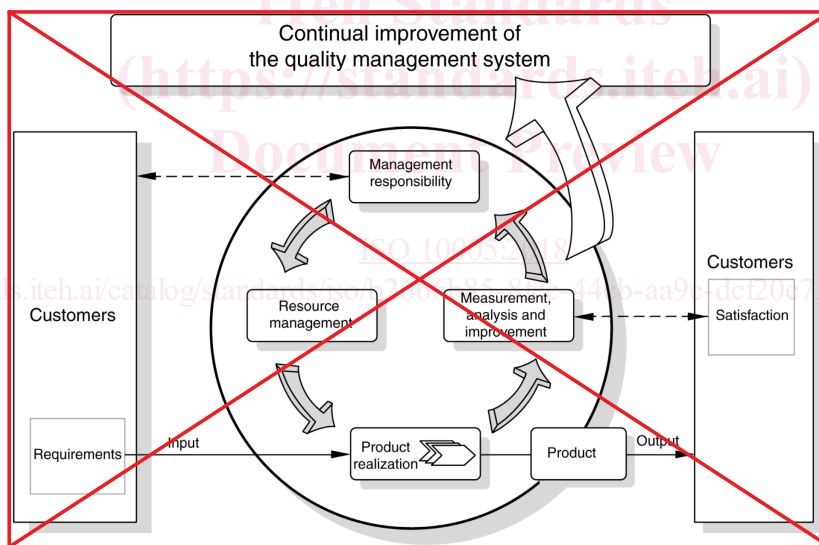 iTeh Standards
Continual improvement of
the quality management system
(https://standards.iteh.ai)
Document Preview
Management
responsibility
ISO 10005:2018
Customers
Resource
management
Measurement,
analysis and
improvement
Customers
Satisfaction
Requirements
Input
Product
realization
Product
Output